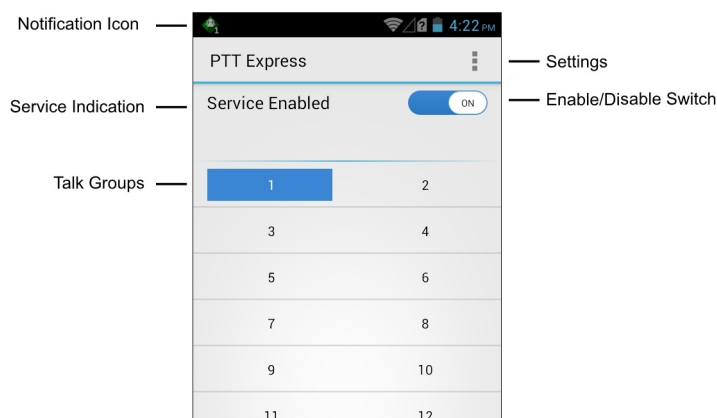 Notification Icon
1
4:22 PM
PTT Express
Settings
Service Indication
Service Enabled
ON
Enable/Disable Switch
Talk Groups
1
2
3
4
5
6
7
8
9
10
11
12